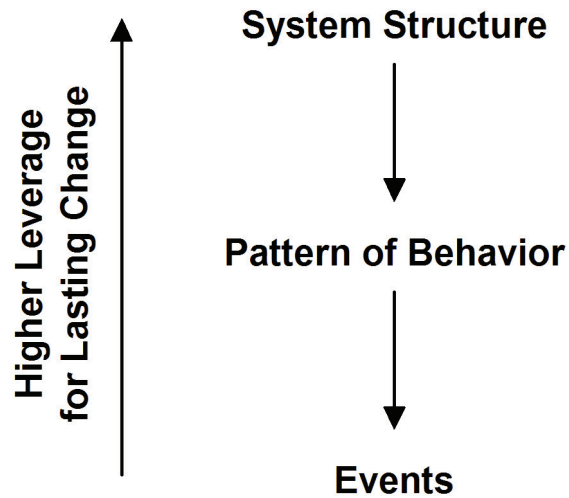 System Structure
Higher Leverage
for Lasting Change
Pattern of Behavior
Events